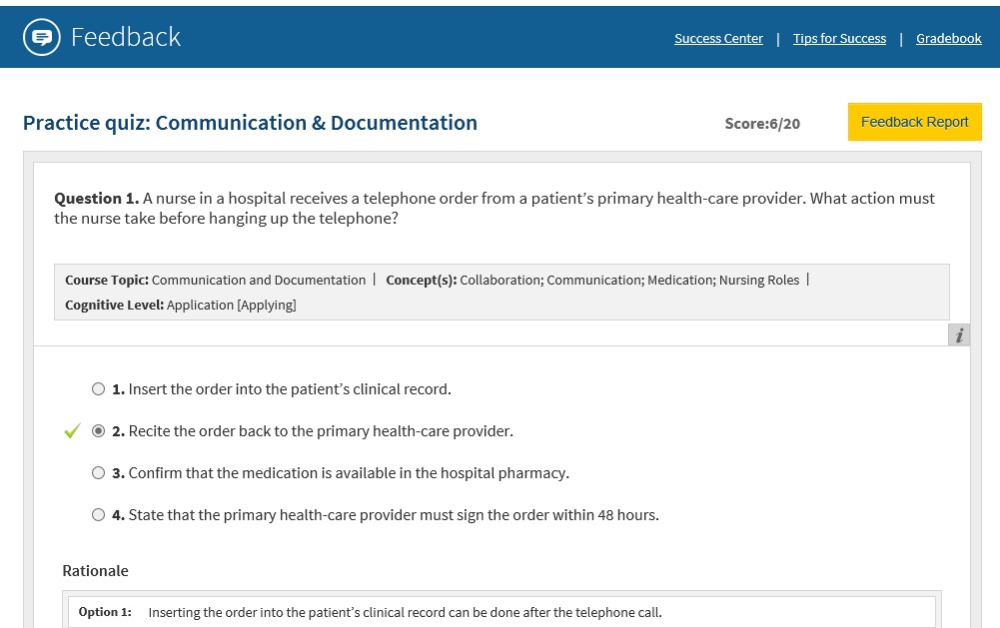 Feedback
Success Center | Tips for Success | Gradebook
Practice quiz: Communication & Documentation
Score:6/20
Feedback Report
Question 1. A nurse in a hospital receives a telephone order from a patient’s primary health-care provider. What action must
the nurse take before hanging up the telephone?
Course Topic: Communication and Documentation | Concept(s): Collaboration; Communication; Medication; Nursing Roles |
Cognitive Level: Application [Applying]
i
1. Insert the order into the patient’s clinical record.
2. Recite the order back to the primary health-care provider.
3. Confirm that the medication is available in the hospital pharmacy.
4. State that the primary health-care provider must sign the order within 48 hours.
Rationale
Option 1: Inserting the order into the patient’s clinical record can be done after the telephone call.